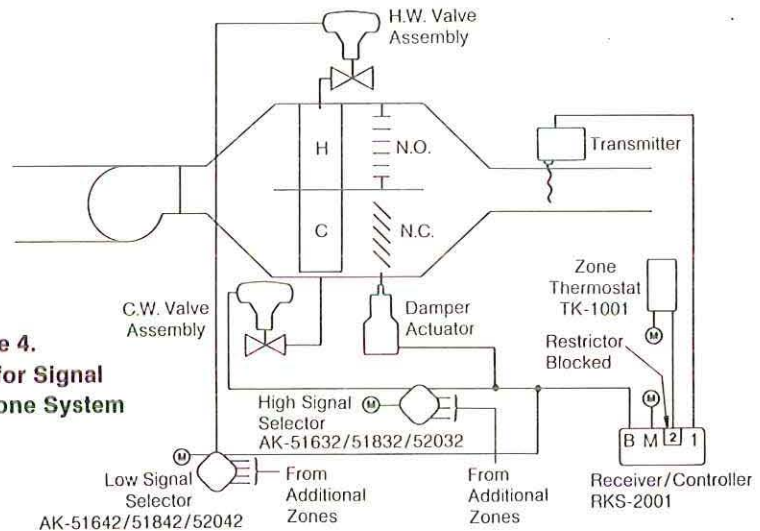 H.W. Valve
Assembly
H
N.O.
Transmitter
C
N.C.
C.W. Valve
Assembly
Damper
Actuator
Zone
Thermostat
TK-1001
M
Restrictor
Blocked
e 4.
for Signal
one System
High Signal
Selector
AK-51632/51832/52032
M
M
B M 2 1
M
Low Signal
Selector
AK-51642/51842/52042
From
Additional
Zones
From
Additional
Zones
Receiver/Controller
RKS-2001